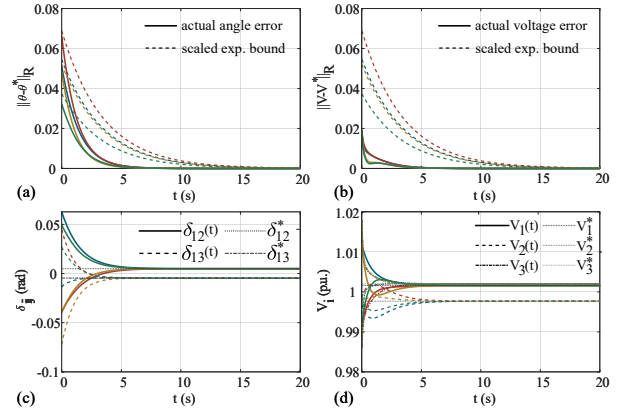 0.08
0.06
0.04
0.02
0
||θ-θ*||R
actual angle error
scaled exp. bound
0 5 10 15 20
(a)
t (s)
0.08
0.06
0.04
0.02
0
||V-V*||R
actual voltage error
scaled exp. bound
0 5 10 15 20
(b)
t (s)
0.05
0
-0.05
-0.1
δij (rad)
δ12(t) δ*12
δ13(t) δ*13
0 5 10 15 20
(c)
t (s)
1.02
1.01
1
0.99
0.98
Vi (p.u.)
V1(t) V*1
V2(t) V*2
V3(t) V*3
0 5 10 15 20
(d)
t (s)